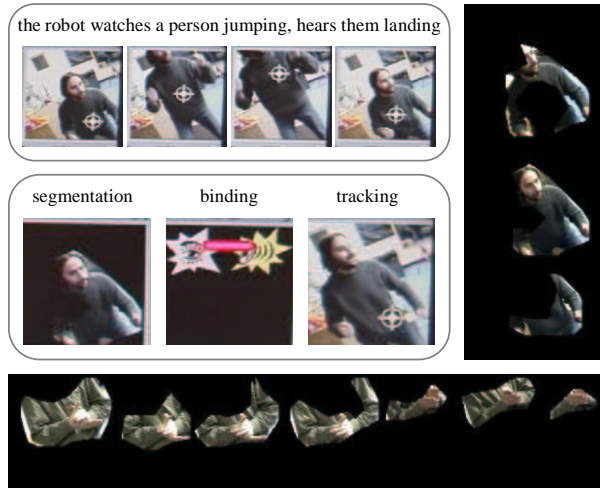 the robot watches a person jumping, hears them landing
segmentation
binding
tracking